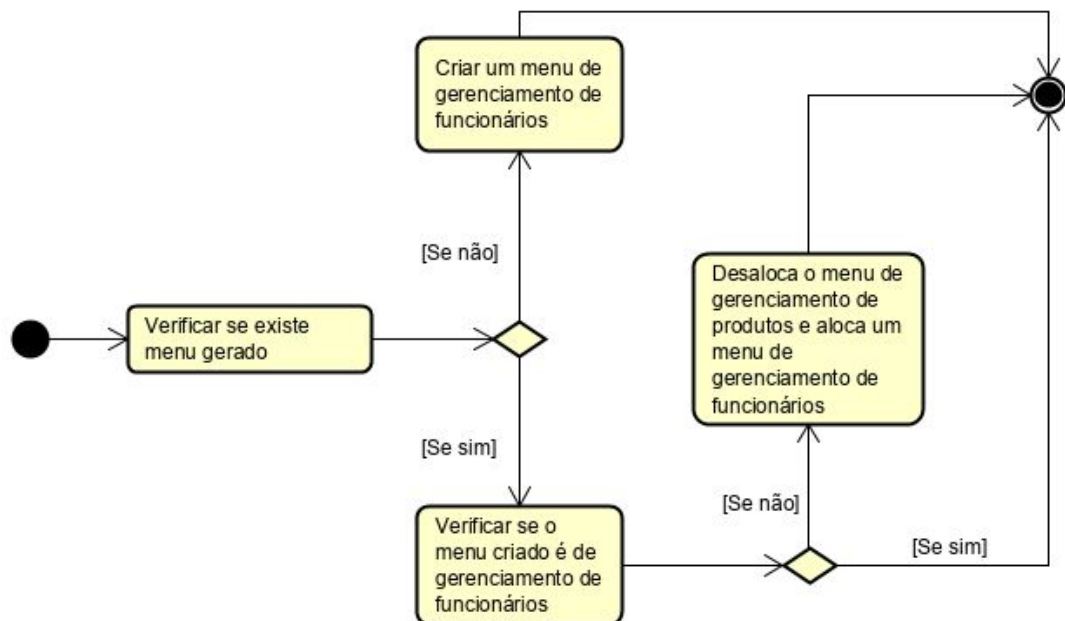 Criar um menu de
gerenciamento de
funcionários
[Se não]
Verificar se existe
menu gerado
Desaloca o menu de
gerenciamento de
produtos e aloca um
menu de
gerenciamento de
funcionários
[Se sim]
Verificar se o
menu criado é de
gerenciamento de
funcionários
[Se não]
[Se sim]